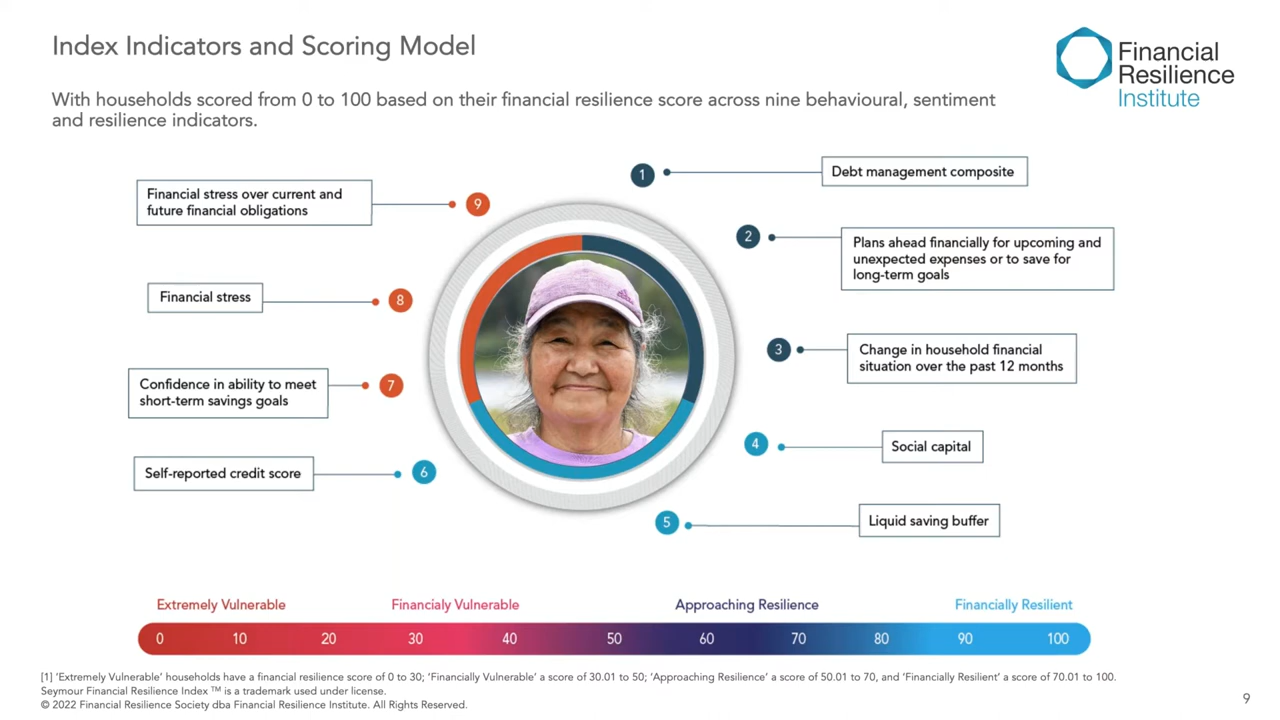 Index Indicators and Scoring Model
Financial
Resilience
Institute
With households scored from 0 to 100 based on their financial resilience score across nine behavioural, sentiment
and resilience indicators.
1
Debt management composite
2
Plans ahead financially for upcoming and
unexpected expenses or to save for
long-term goals
3
Change in household financial
situation over the past 12 months
4
Social capital
5
Liquid saving buffer
6
Self-reported credit score
7
Confidence in ability to meet
short-term savings goals
8
Financial stress
9
Financial stress over current and
future financial obligations
Extremely Vulnerable Financialy Vulnerable Approaching Resilience Financially Resilient
0 10 20 30 40 50 60 70 80 90 100
[1] ‘Extremely Vulnerable’ households have a financial resilience score of 0 to 30; ‘Financially Vulnerable’ a score of 30.01 to 50; ‘Approaching Resilience’ a score of 50.01 to 70, and ‘Financially Resilient’ a score of 70.01 to 100.
Seymour Financial Resilience Index ™ is a trademark used under license.
© 2022 Financial Resilience Society dba Financial Resilience Institute. All Rights Reserved.
9